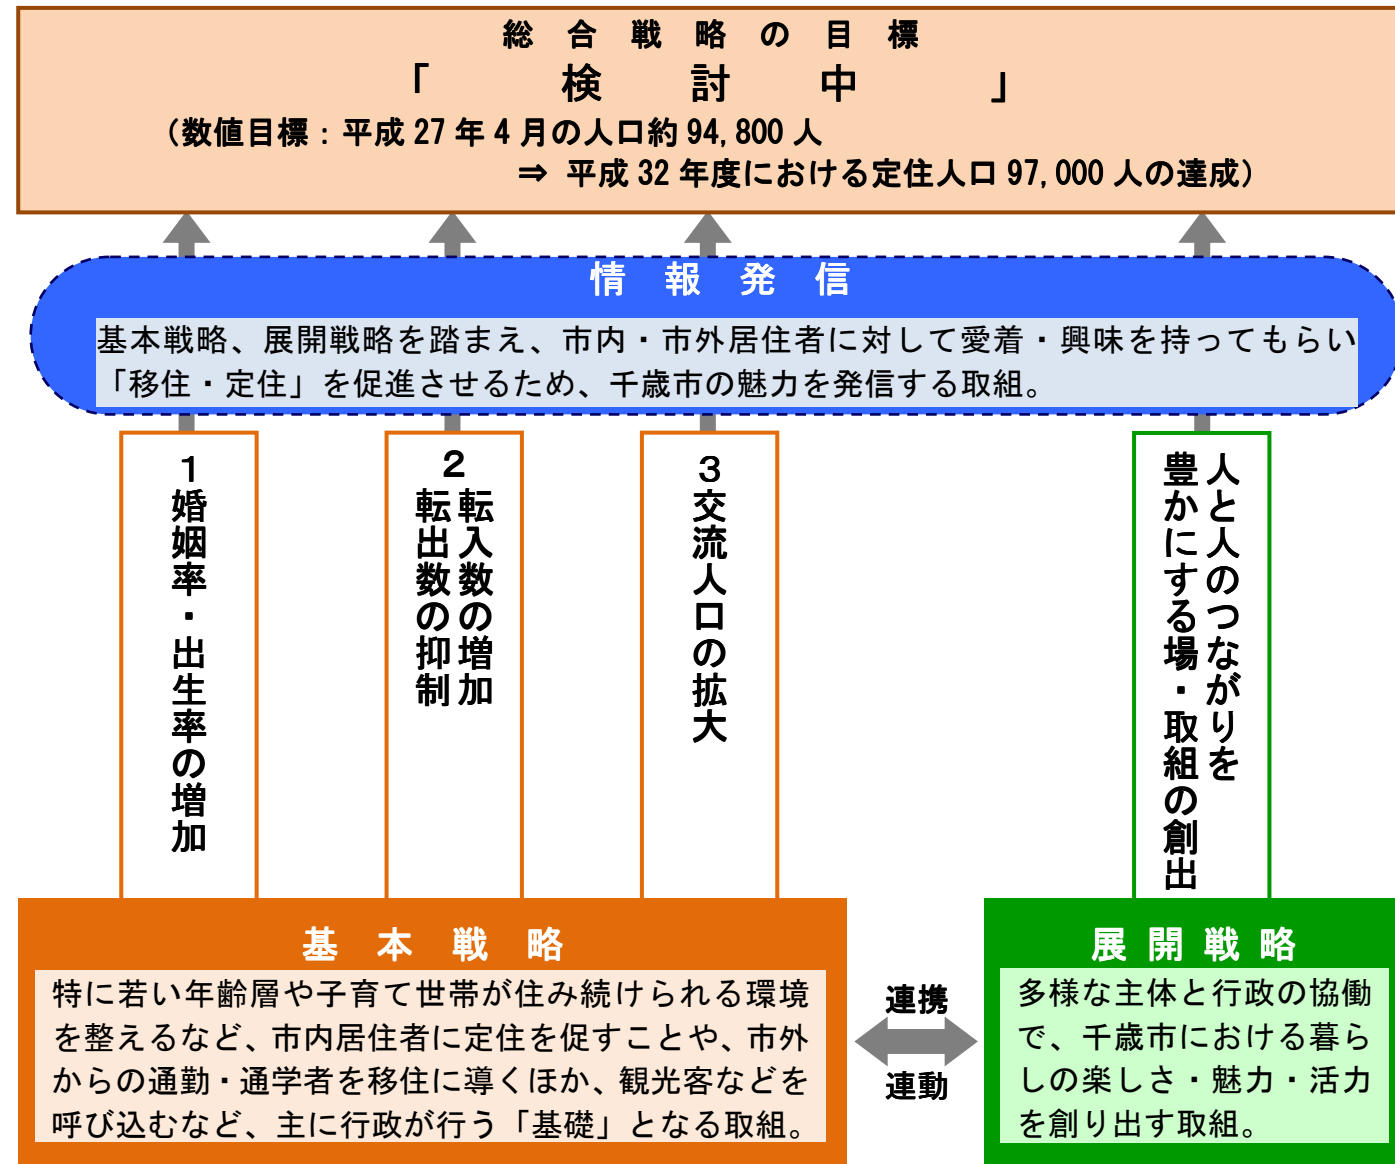 総合戦略の目標
「検討中」
（数値目標：平成27年4月の人口約94,800人
⇒ 平成32年度における定住人口97,000人の達成）
情報発信
基本戦略、展開戦略を踏まえ、市内・市外居住者に対して愛着・興味を持ってもらい
「移住・定住」を促進させるため、千歳市の魅力を発信する取組。
1
婚姻率・出生率の増加
2
転入数の増加
転出数の抑制
3
交流人口の拡大
人と人のつながりを
豊かにする場・取組の創出
基本戦略
特に若い年齢層や子育て世帯が住み続けられる環境
を整えるなど、市内居住者に定住を促すことや、市外
からの通勤・通学者を移住に導くほか、観光客などを
呼び込むなど、主に行政が行う「基礎」となる取組。
連携
連動
展開戦略
多様な主体と行政の協働
で、千歳市における暮ら
しの楽しさ・魅力・活力
を創り出す取組。